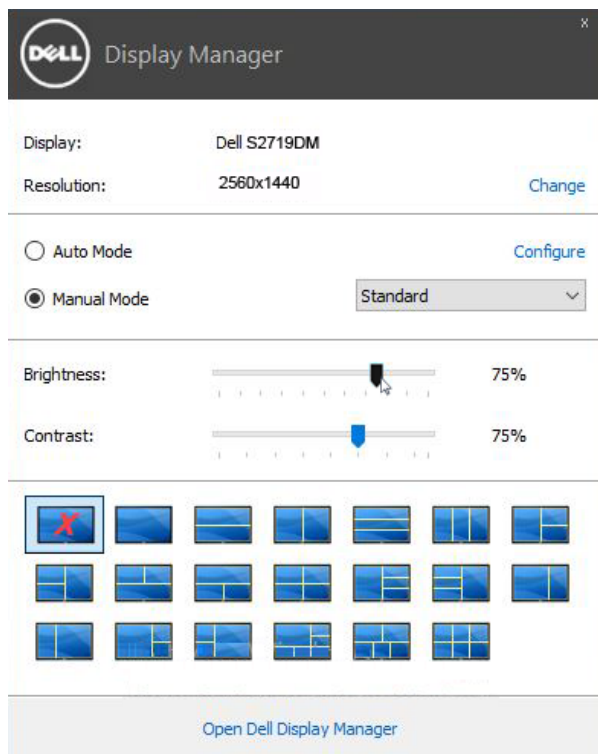 x
DELL Display Manager
Display: Dell S2719DM
Resolution: 2560x1440 Change
Auto Mode Configure
Manual Mode Standard
Brightness: 75%
Contrast: 75%
Open Dell Display Manager